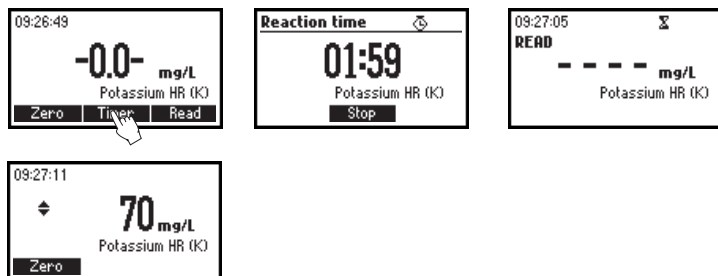 09:26:49
-0.0- mg/L
Potassium HR (K)
Zero Timer Read
Reaction time
01:59
Potassium HR (K)
Stop
09:27:05
READ
- - - - mg/L
Potassium HR (K)
09:27:11
70 mg/L
Potassium HR (K)
Zero